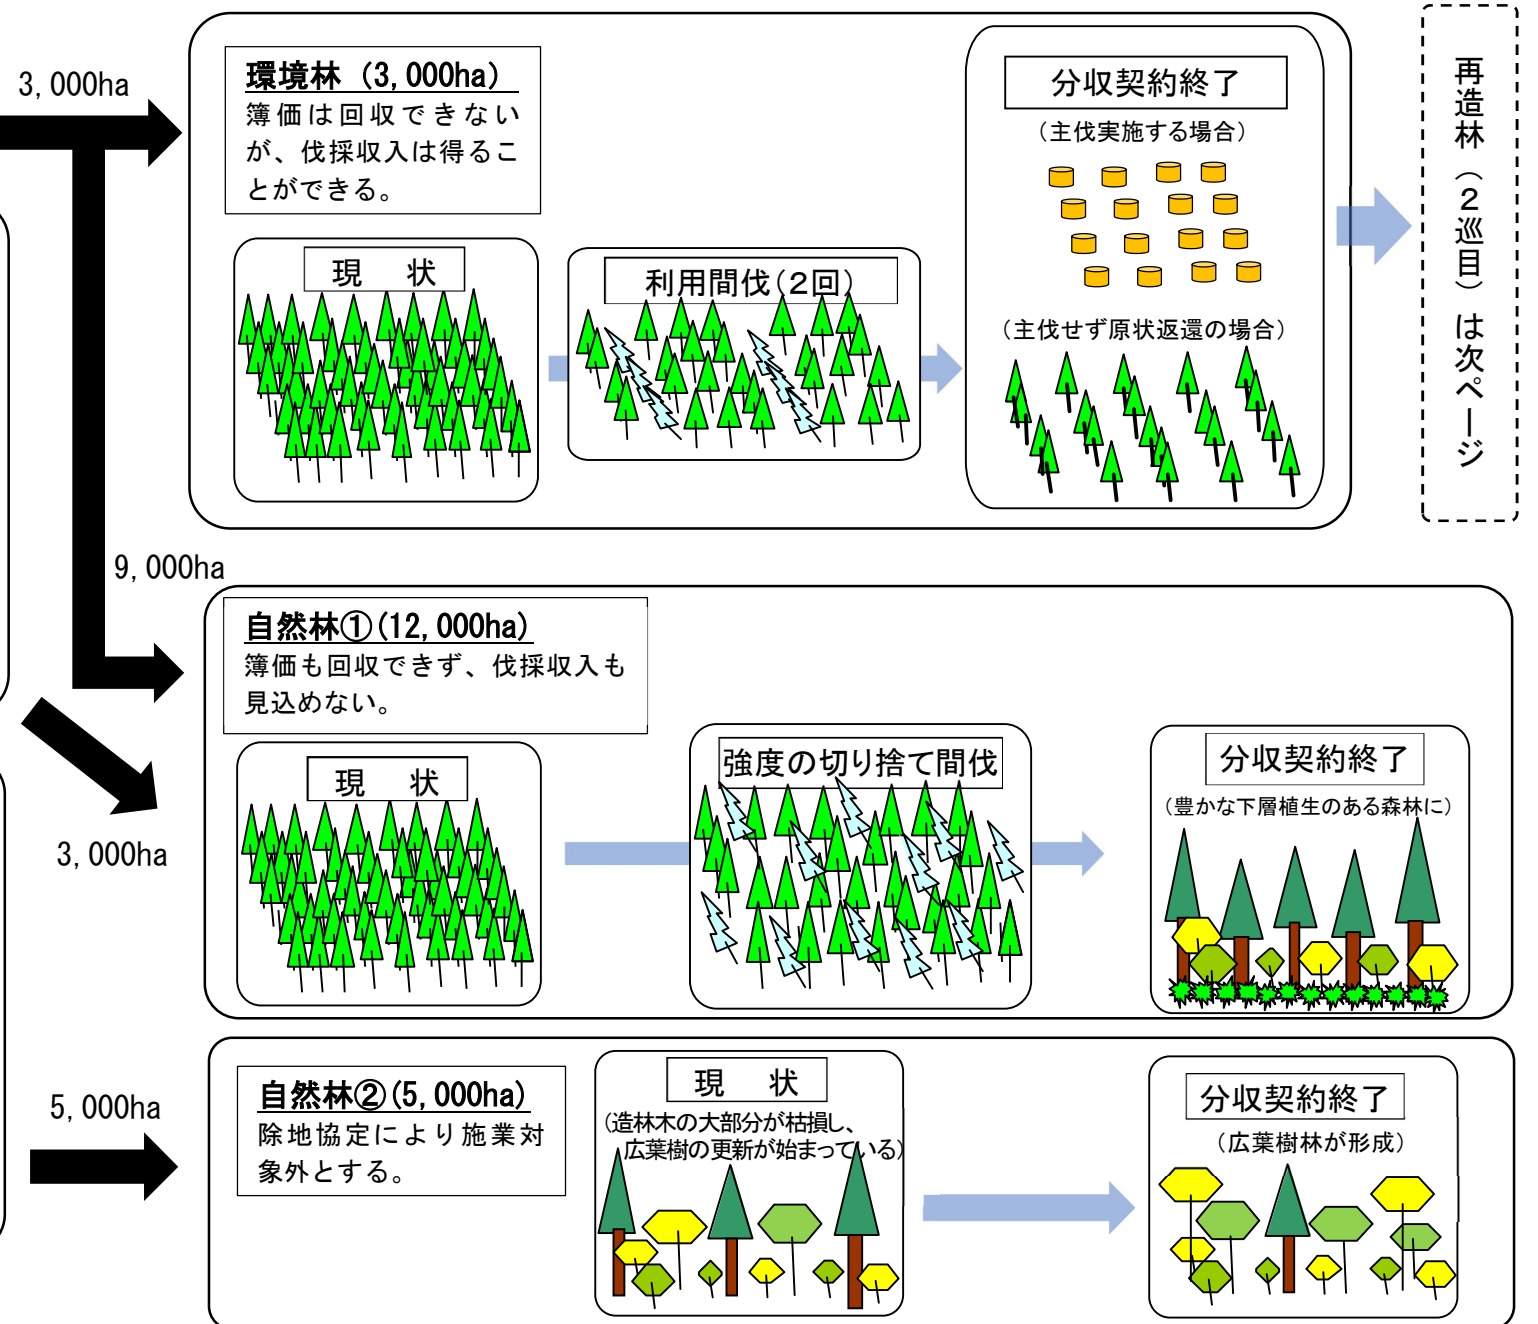 3,000ha
環境林（3,000ha）
簿価は回収できない
が、伐採収入は得るこ
とができる。
現　状
利用間伐（２回）
分収契約終了
（主伐実施する場合）
（主伐せず原状返還の場合）
再造林（２巡目）は次ページ
9,000ha
自然林①(12,000ha)
簿価も回収できず、伐採収入も
見込めない。
現　状
強度の切り捨て間伐
分収契約終了
（豊かな下層植生のある森林に）
3,000ha
5,000ha
自然林②(5,000ha)
除地協定により施業対
象外とする。
現　状
（造林木の大部分が枯損し、
広葉樹の更新が始まっている）
分収契約終了
（広葉樹林が形成）